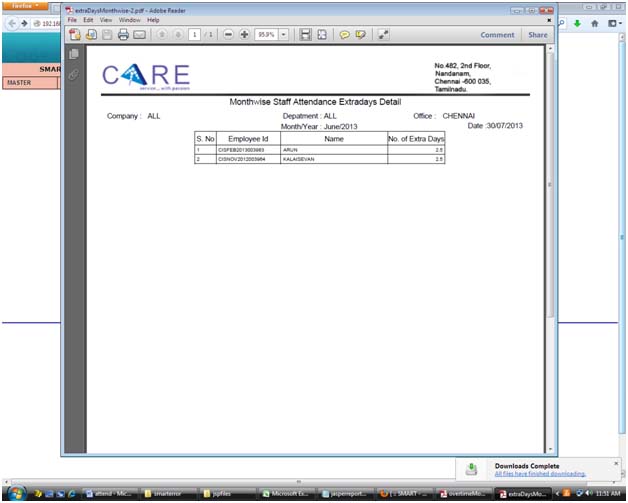 Firefox
extraDaysMonthwise-2.pdf - Adobe Reader
File Edit View Window Help
192.16
1 / 1
95.9%
Comment Share
SMAR
MASTER
CARE
service... with passion
No.482, 2nd Floor,
Nandanam,
Chennai -600 035,
Tamilnadu.
Monthwise Staff Attendance Extradays Detail
Company : ALL Depatment : ALL Office : CHENNAI
Month/Year : June/2013 Date :30/07/2013
S. No Employee Id Name No. of Extra Days
1 CISFEB2013003983 ARUN 2.5
2 CISNOV2012003964 KALAISEVAN 2.5
Downloads Complete
All files have finished downloading.
attend - Mic... smarterror jspfiles Microsoft Ex... jasperreport... [ :: SMART - ... overtimeMo... extraDaysMo... 11:51 AM